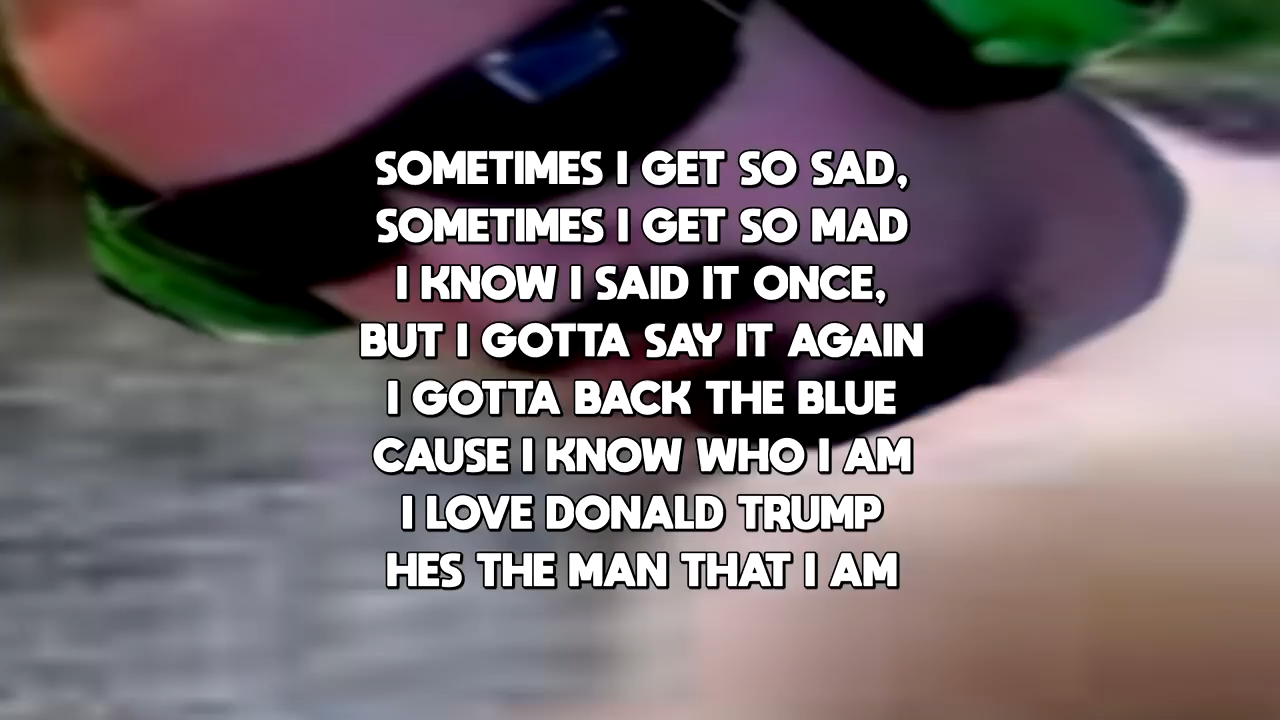 SOMETIMES I GET SO SAD,
SOMETIMES I GET SO MAD
I KNOW I SAID IT ONCE,
BUT I GOTTA SAY IT AGAIN
I GOTTA BACK THE BLUE
CAUSE I KNOW WHO I AM
I LOVE DONALD TRUMP
HES THE MAN THAT I AM